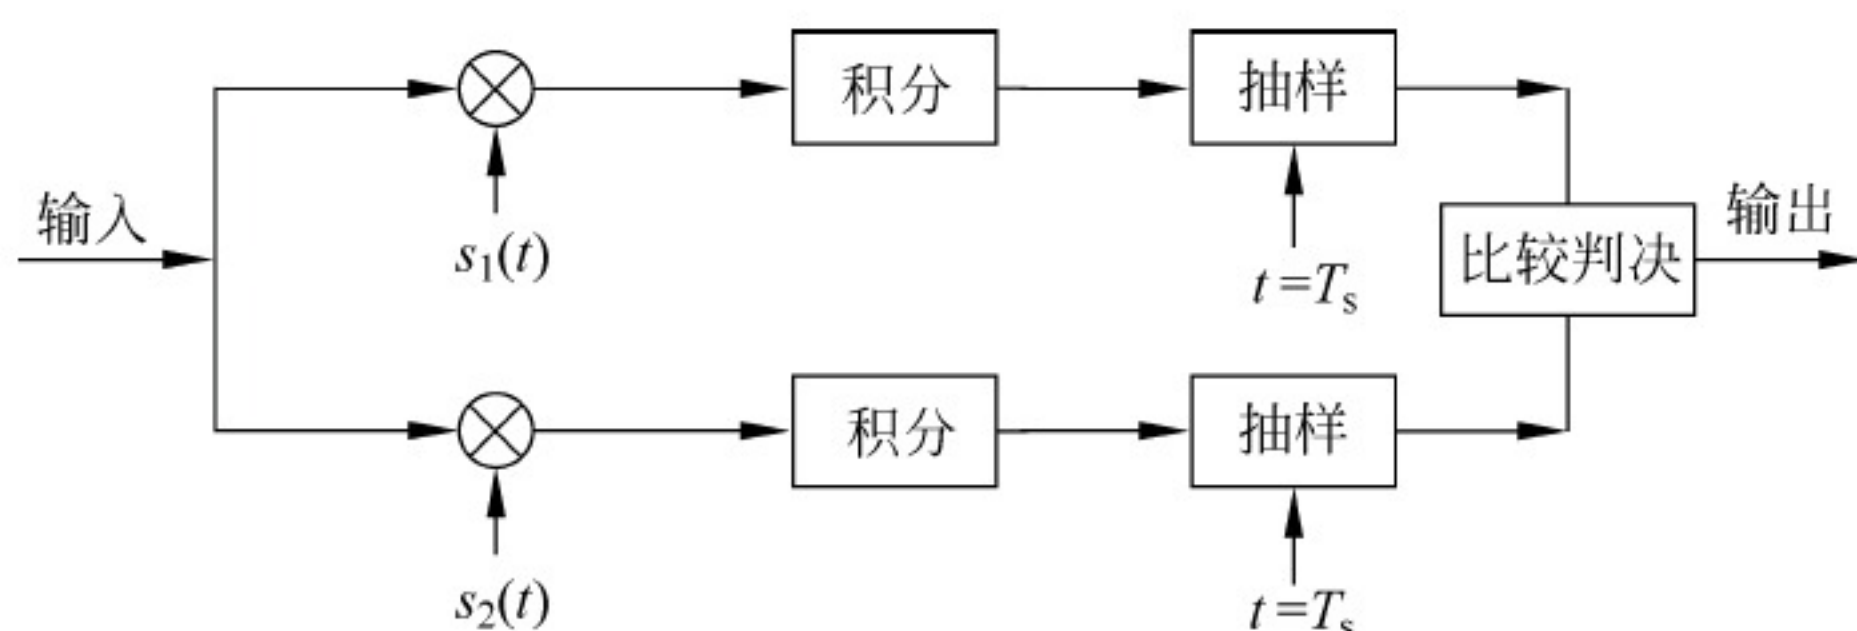 积分
抽样
输入
s₁(t)
t=Tₛ
比较判决
输出
积分
抽样
s₂(t)
t=Tₛ